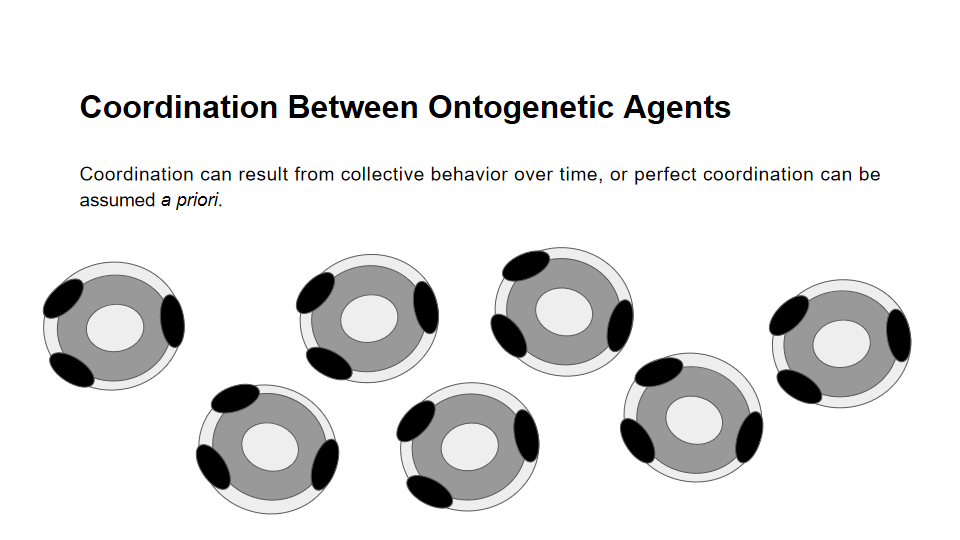 Coordination Between Ontogenetic Agents
Coordination can result from collective behavior over time, or perfect coordination can be
assumed a priori.